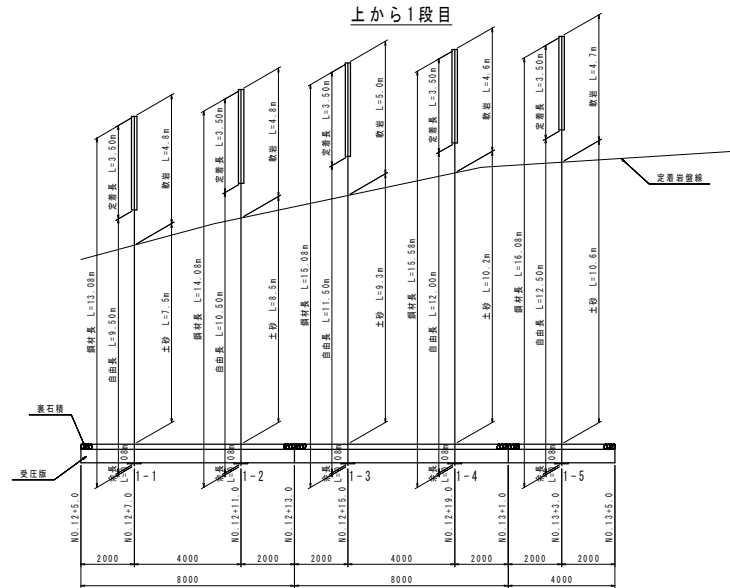 上から1段目
鋼材長 L=13.08m
定着長 L=3.50m
自由長 L=9.50m
軟岩 L=4.8m
土砂 L=7.5m
鋼材長 L=14.08m
定着長 L=3.50m
自由長 L=10.50m
軟岩 L=4.8m
土砂 L=8.5m
鋼材長 L=15.08m
定着長 L=3.50m
自由長 L=11.50m
軟岩 L=5.0m
土砂 L=9.3m
鋼材長 L=15.58m
定着長 L=3.50m
自由長 L=12.00m
軟岩 L=4.6m
土砂 L=10.2m
鋼材長 L=16.08m
定着長 L=3.50m
自由長 L=12.50m
軟岩 L=4.7m
土砂 L=10.6m
定着岩盤線
裏石積
受圧版
1-1
1-2
1-3
1-4
1-5
NO.12+5.0
NO.12+7.0
NO.12+11.0
NO.12+13.0
NO.12+15.0
NO.12+19.0
NO.13+1.0
NO.13+3.0
NO.13+5.0
2000 4000 2000 2000 4000 2000 2000 2000
8000 8000 4000